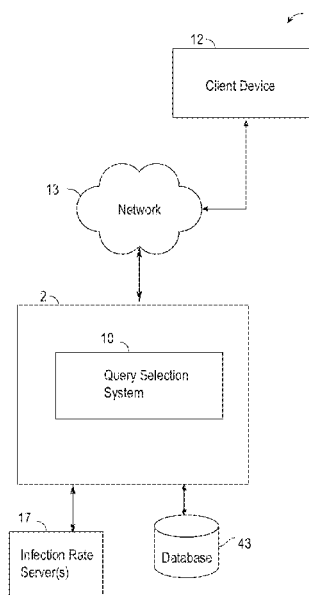 12
Client Device
13
Network
2
10
Query Selection
System
17
Infection Rate
Server(s)
Database
43